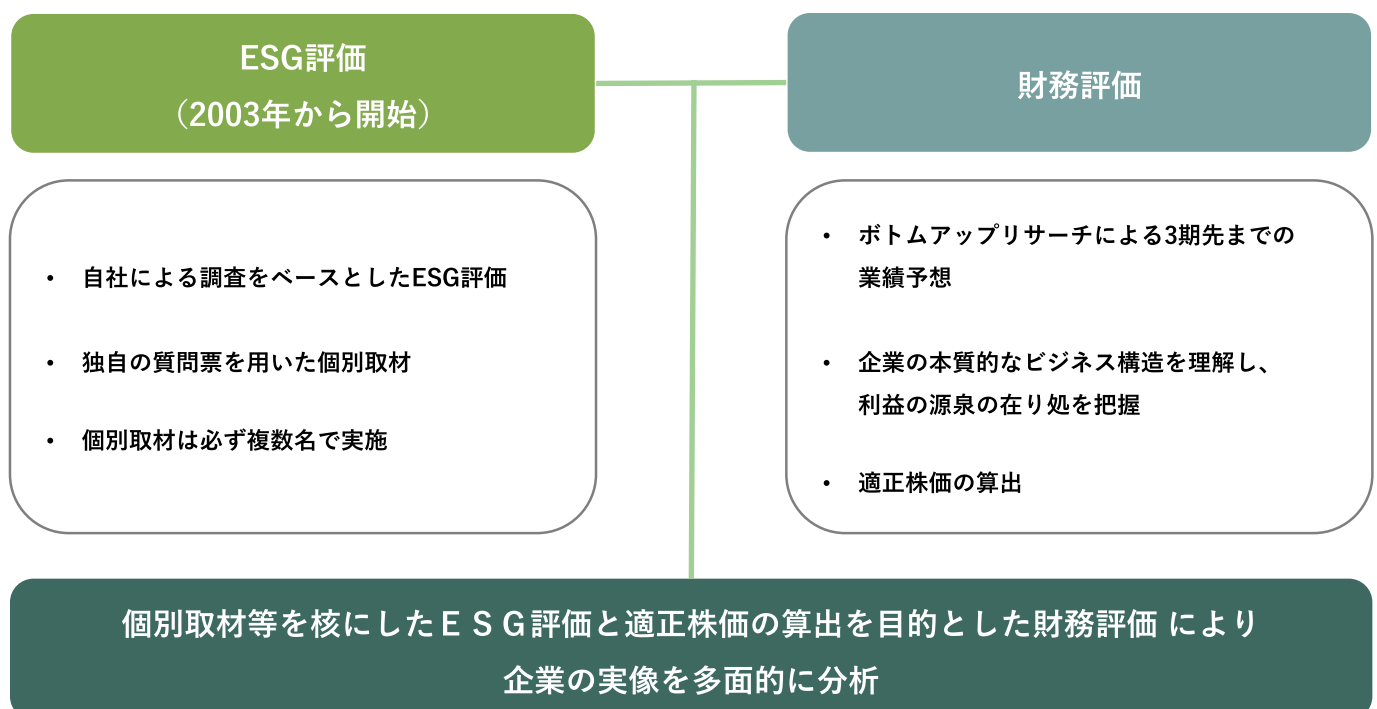 ESG評価
（2003年から開始）
財務評価
• 自社による調査をベースとしたESG評価
• 独自の質問票を用いた個別取材
• 個別取材は必ず複数名で実施
• ボトムアップリサーチによる3期先までの
業績予想
• 企業の本質的なビジネス構造を理解し、
利益の源泉の在り処を把握
• 適正株価の算出
個別取材等を核にしたＥＳＧ評価と適正株価の算出を目的とした財務評価 により
企業の実像を多面的に分析